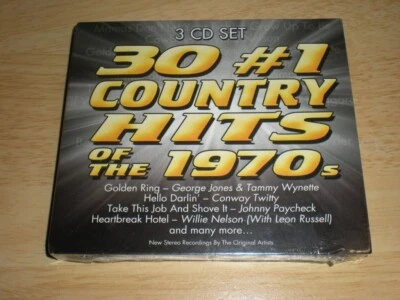 3 CD SET
30 #1
COUNTRY
HITS
OF THE 1970s
Golden Ring – George Jones & Tammy Wynette
Hello Darlin' – Conway Twitty
Take This Job And Shove It – Johnny Paycheck
Heartbreak Hotel – Willie Nelson (With Leon Russell)
and many more...
New Stereo Recordings By The Original Artists